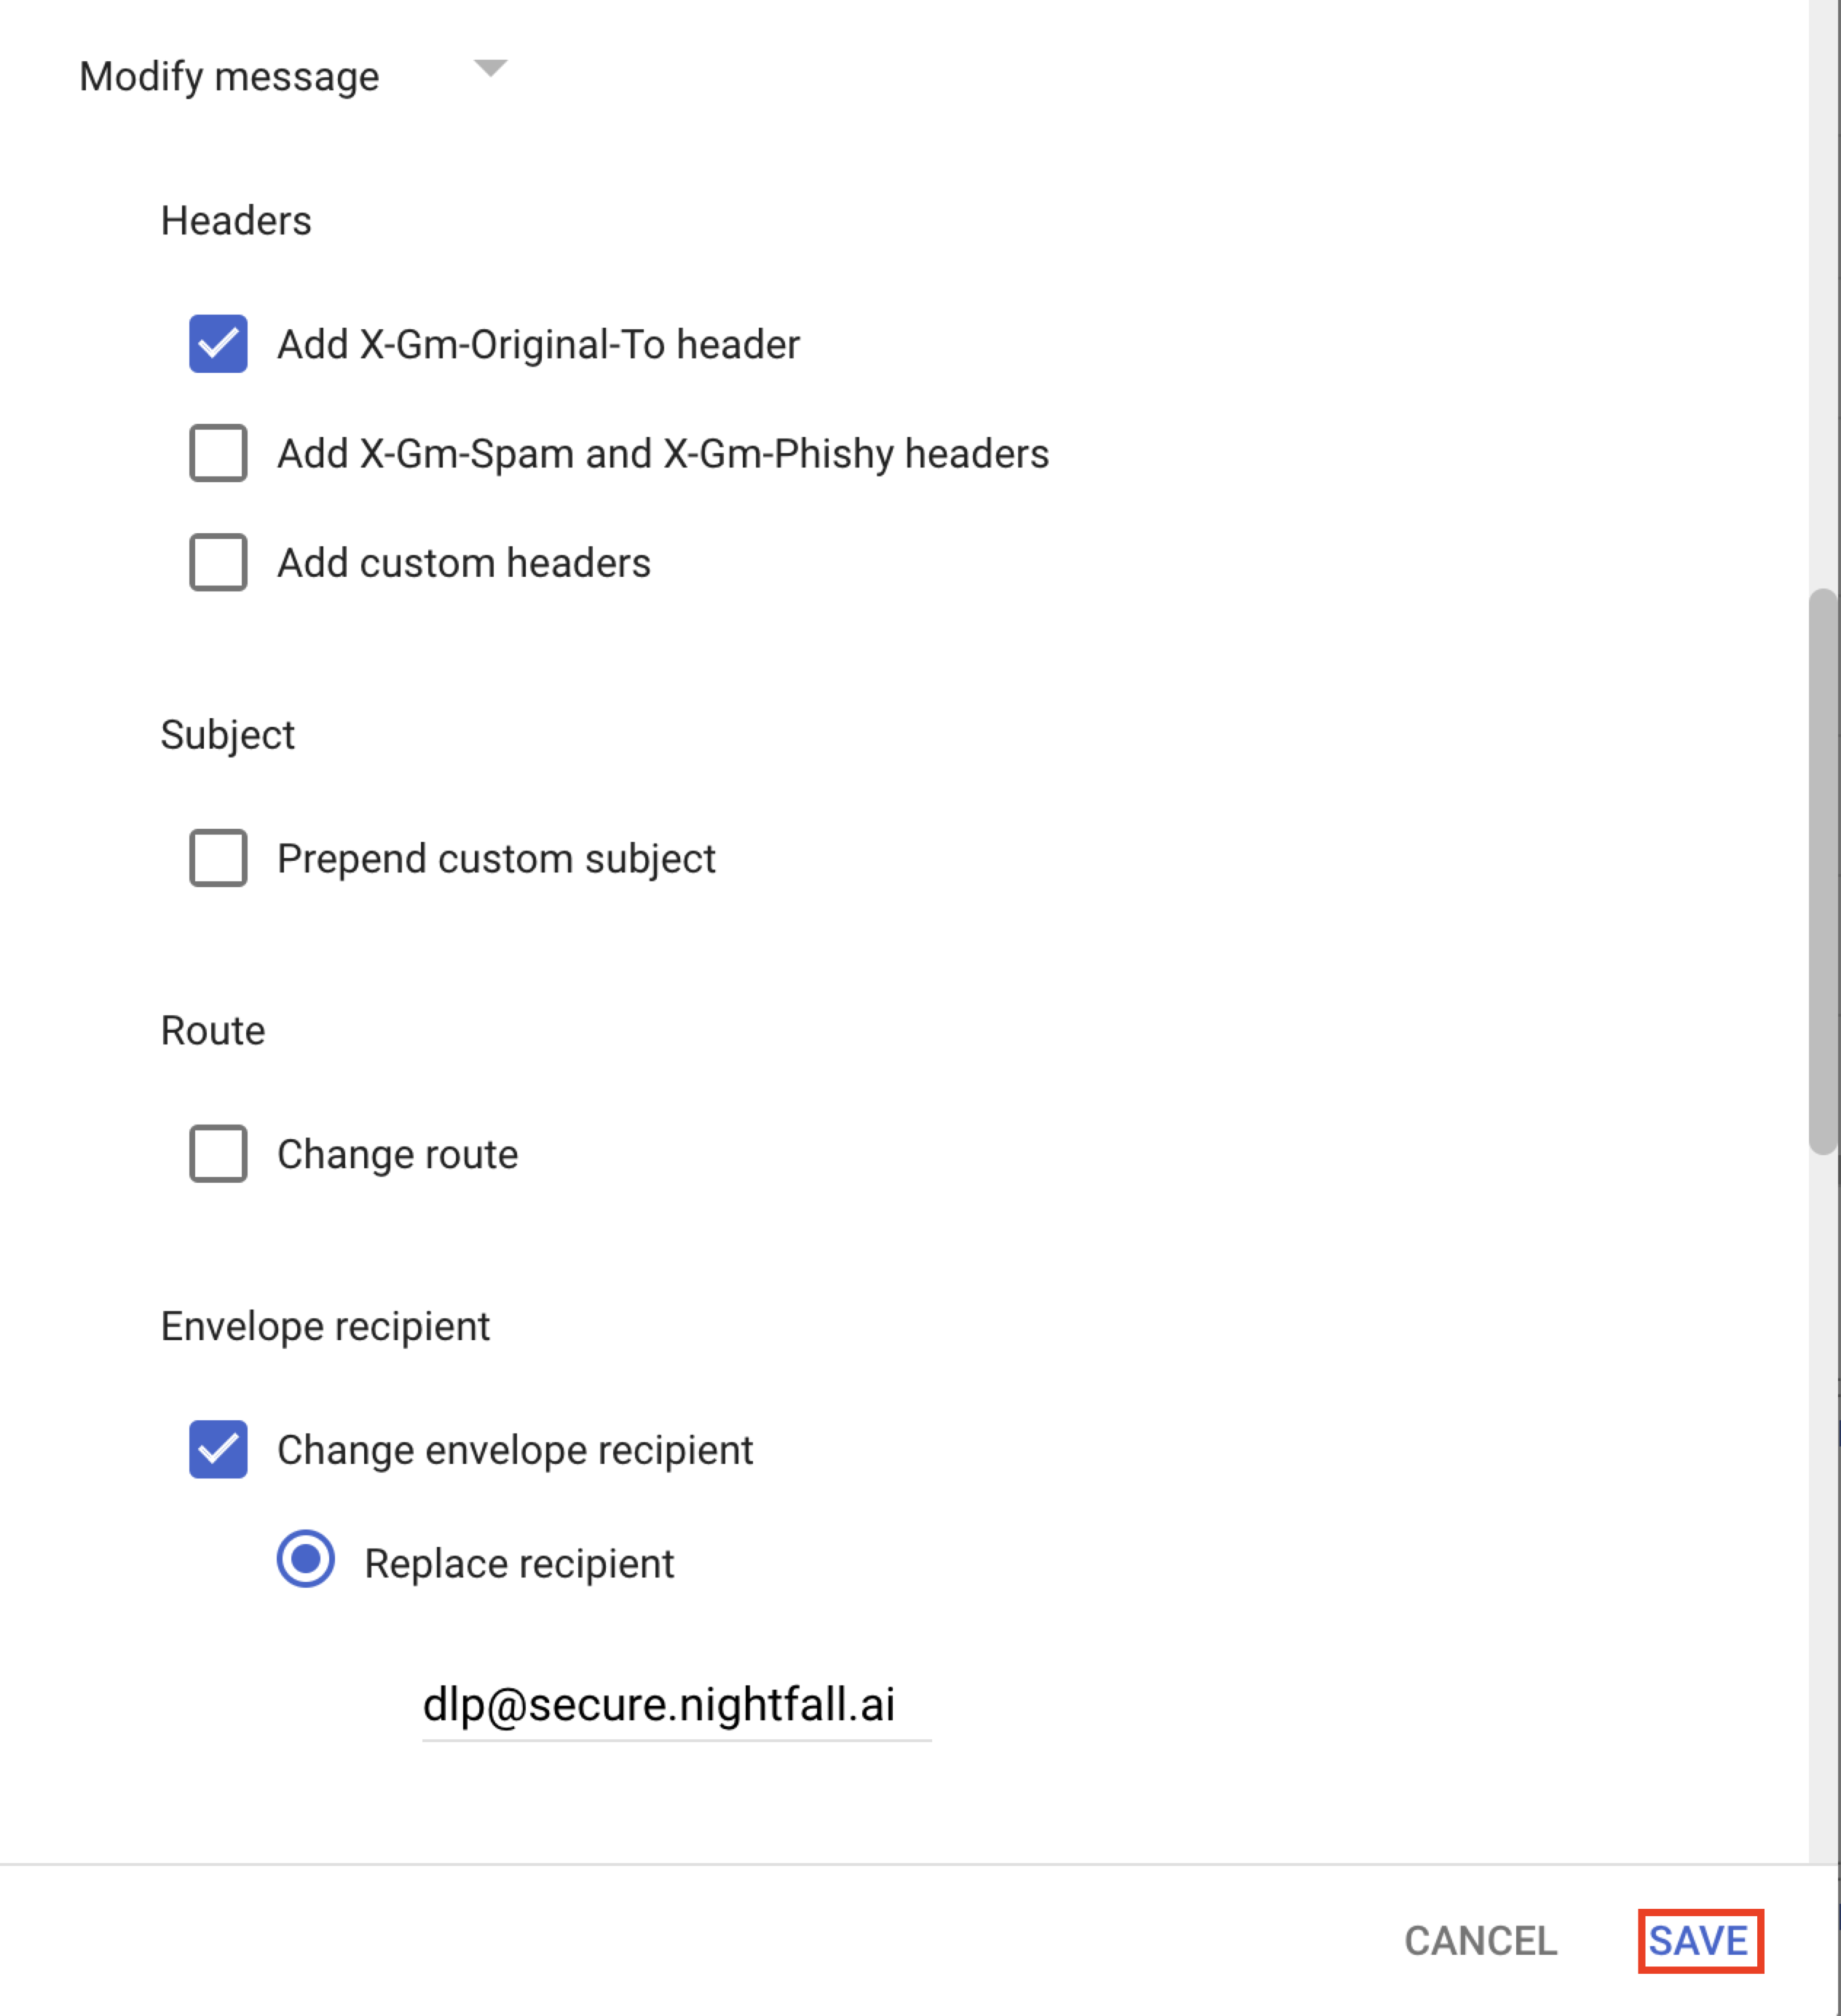 Modify message
Headers
Add X-Gm-Original-To header
Add X-Gm-Spam and X-Gm-Phishy headers
Add custom headers
Subject
Prepend custom subject
Route
Change route
Envelope recipient
Change envelope recipient
Replace recipient
dlp@secure.nightfall.ai
CANCEL SAVE